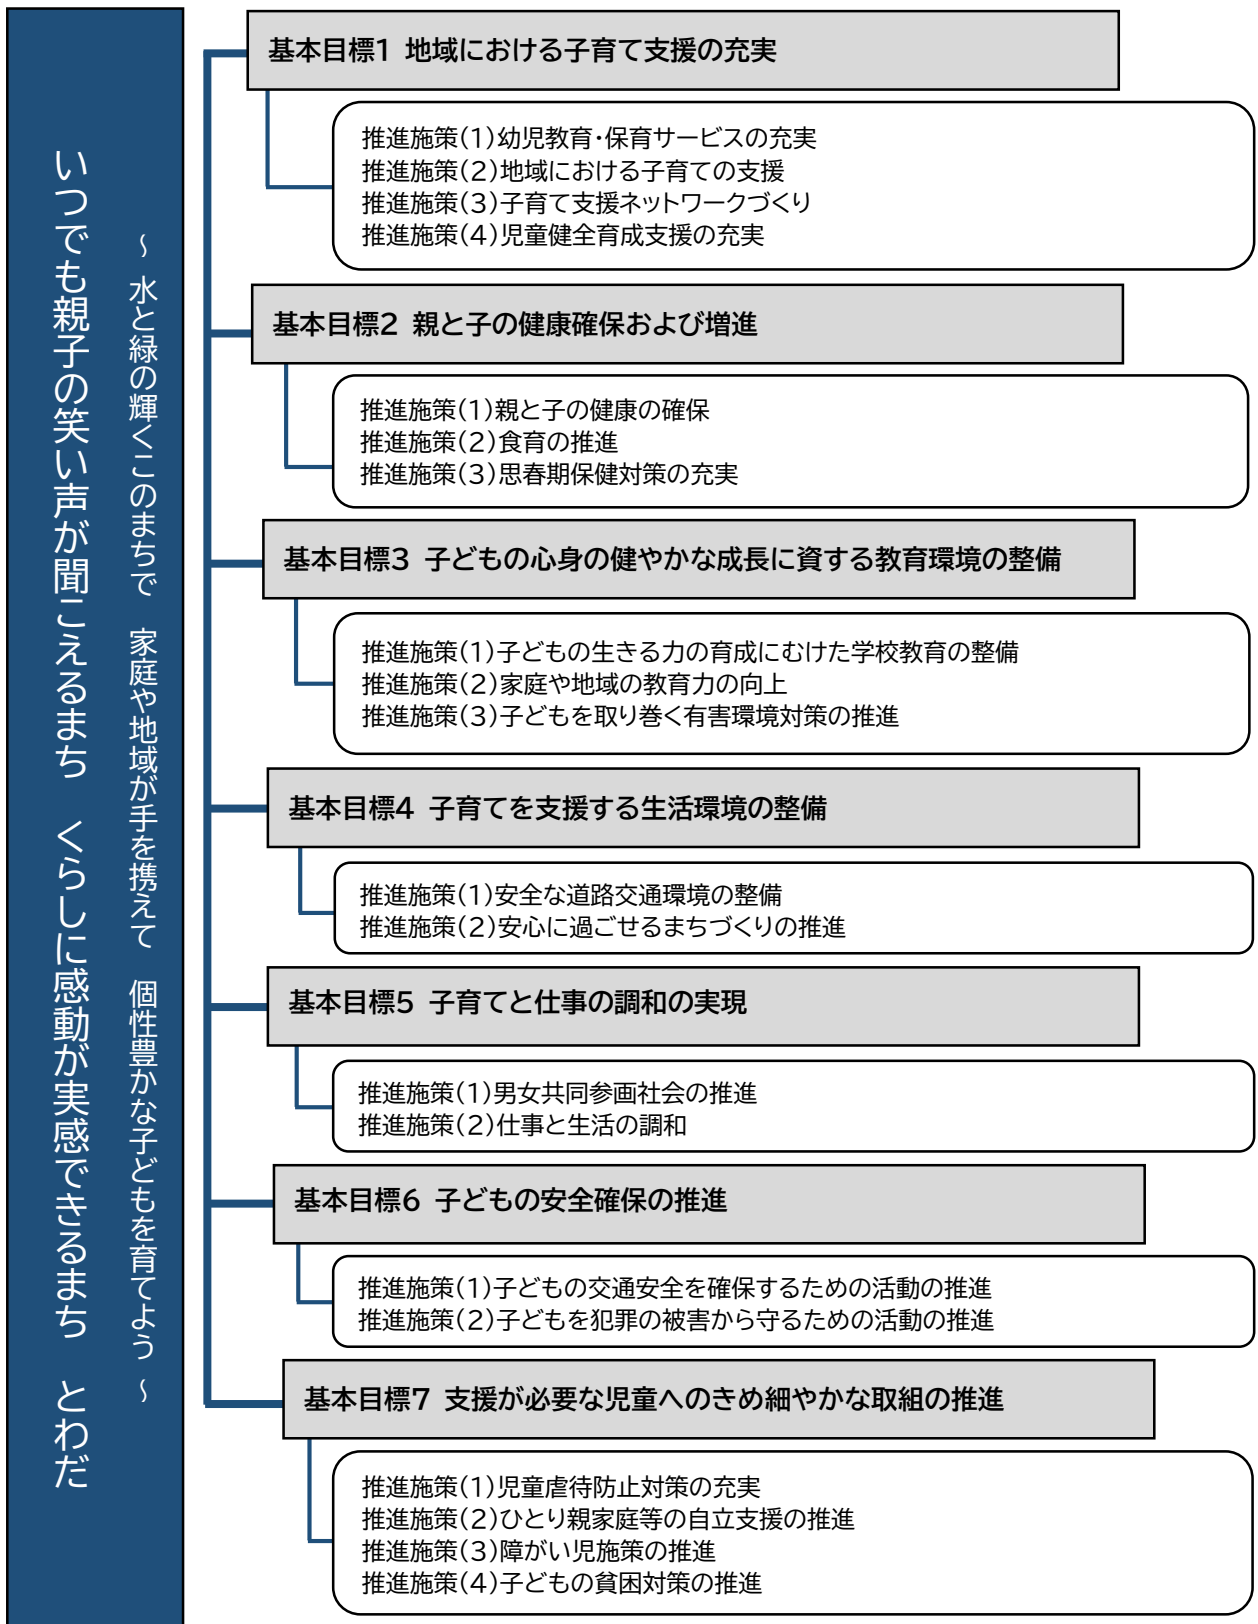 いつでも親子の笑い声が聞こえるまち　くらしに感動が実感できるまち　とわだ
～ 水と緑の輝くこのまちで　家庭や地域が手を携えて　個性豊かな子どもを育てよう ～
基本目標1 地域における子育て支援の充実
推進施策(1)幼児教育・保育サービスの充実
推進施策(2)地域における子育ての支援
推進施策(3)子育て支援ネットワークづくり
推進施策(4)児童健全育成支援の充実
基本目標2 親と子の健康確保および増進
推進施策(1)親と子の健康の確保
推進施策(2)食育の推進
推進施策(3)思春期保健対策の充実
基本目標3 子どもの心身の健やかな成長に資する教育環境の整備
推進施策(1)子どもの生きる力の育成にむけた学校教育の整備
推進施策(2)家庭や地域の教育力の向上
推進施策(3)子どもを取り巻く有害環境対策の推進
基本目標4 子育てを支援する生活環境の整備
推進施策(1)安全な道路交通環境の整備
推進施策(2)安心に過ごせるまちづくりの推進
基本目標5 子育てと仕事の調和の実現
推進施策(1)男女共同参画社会の推進
推進施策(2)仕事と生活の調和
基本目標6 子どもの安全確保の推進
推進施策(1)子どもの交通安全を確保するための活動の推進
推進施策(2)子どもを犯罪の被害から守るための活動の推進
基本目標7 支援が必要な児童へのきめ細やかな取組の推進
推進施策(1)児童虐待防止対策の充実
推進施策(2)ひとり親家庭等の自立支援の推進
推進施策(3)障がい児施策の推進
推進施策(4)子どもの貧困対策の推進